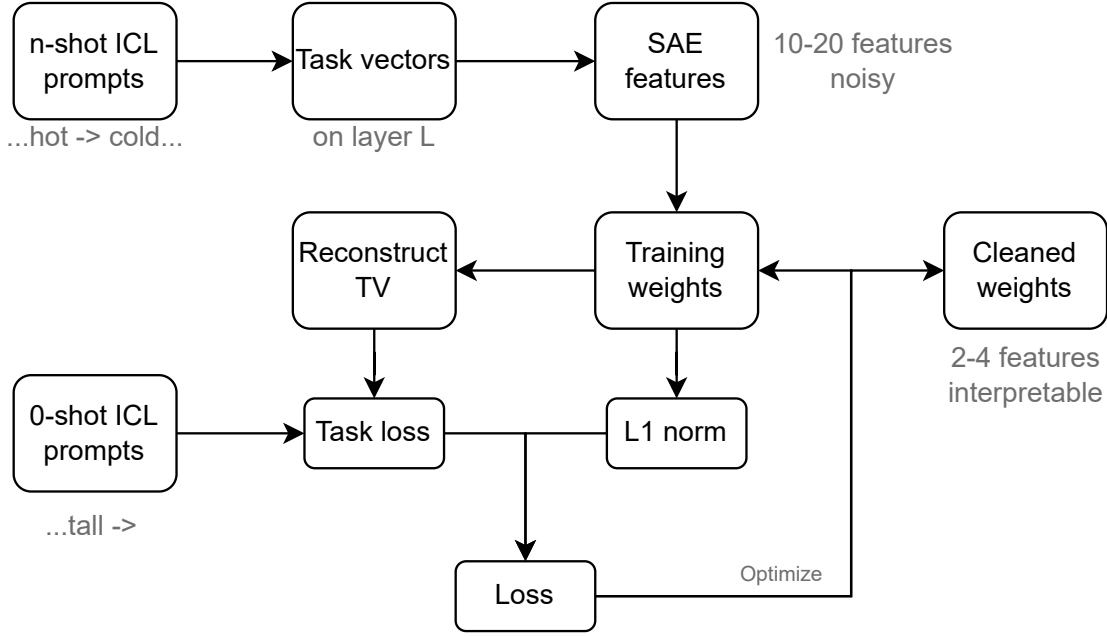 n-shot ICL
prompts
...hot -> cold...
Task vectors
on layer L
SAE
features
10-20 features
noisy
Reconstruct
TV
Training
weights
Cleaned
weights
2-4 features
interpretable
0-shot ICL
prompts
...tall ->
Task loss
L1 norm
Loss
Optimize